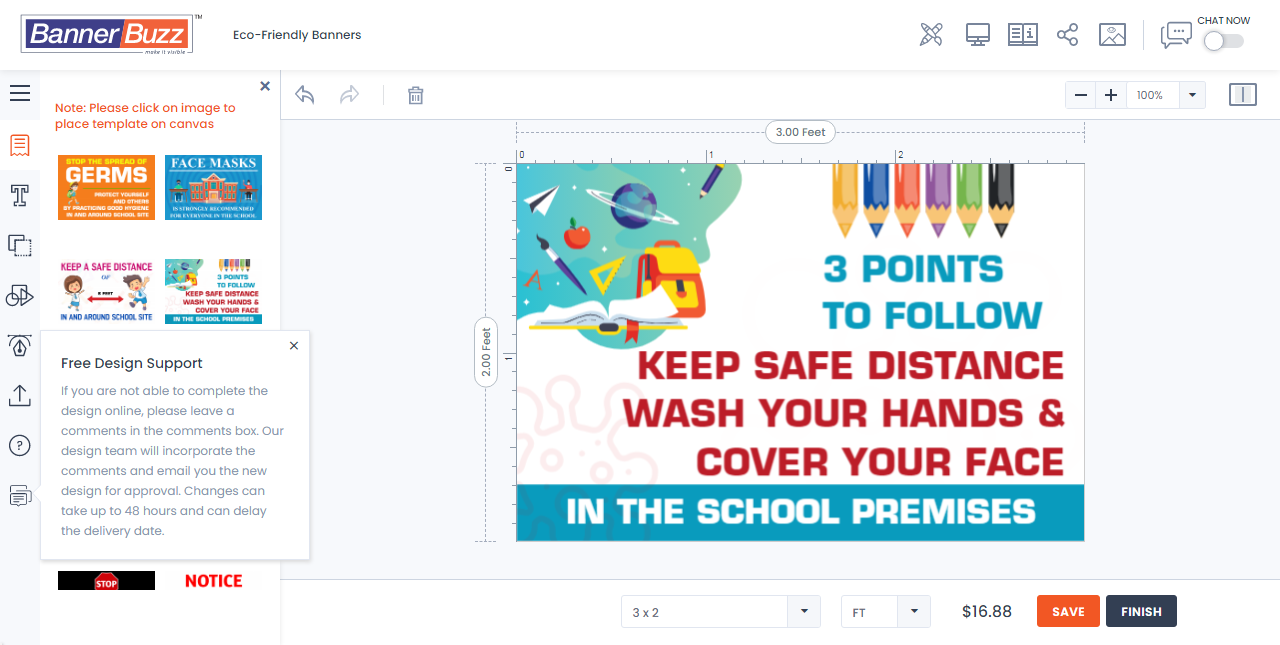 BannerBuzz
TM
make it visible
Eco-Friendly Banners
CHAT NOW
Note: Please click on image to
place template on canvas
100%
3.00 Feet
0
1
2
0
1
2.00 Feet
STOP THE SPREAD OF
GERMS
PROTECT YOURSELF
AND OTHERS
BY PRACTICING GOOD HYGIENE
IN AND AROUND SCHOOL SITE
FACE MASKS
IS STRONGLY RECOMMENDED
FOR EVERYONE IN THE SCHOOL
KEEP A SAFE DISTANCE
6 FEET
IN AND AROUND SCHOOL SITE
3 POINTS
TO FOLLOW
KEEP SAFE DISTANCE
WASH YOUR HANDS &
COVER YOUR FACE
IN THE SCHOOL PREMISES
A
3 POINTS
TO FOLLOW
KEEP SAFE DISTANCE
WASH YOUR HANDS &
COVER YOUR FACE
IN THE SCHOOL PREMISES
Free Design Support
If you are not able to complete the
design online, please leave a
comments in the comments box. Our
design team will incorporate the
comments and email you the new
design for approval. Changes can
take up to 48 hours and can delay
the delivery date.
STOP
NOTICE
3 x 2
FT
$16.88
SAVE
FINISH